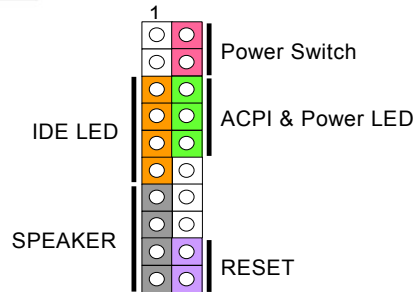 1
Power Switch
ACPI & Power LED
IDE LED
SPEAKER
RESET